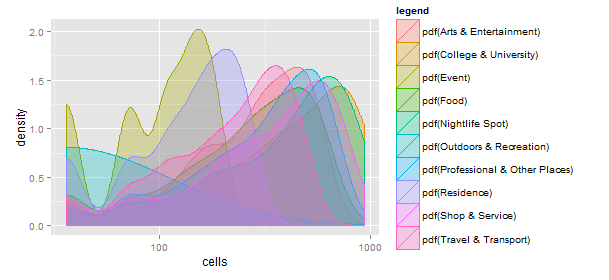 legend
pdf(Arts & Entertainment)
pdf(College & University)
pdf(Event)
pdf(Food)
pdf(Nightlife Spot)
pdf(Outdoors & Recreation)
pdf(Professional & Other Places)
pdf(Residence)
pdf(Shop & Service)
pdf(Travel & Transport)
density
2.0
1.5
1.0
0.5
0.0
100
1000
cells